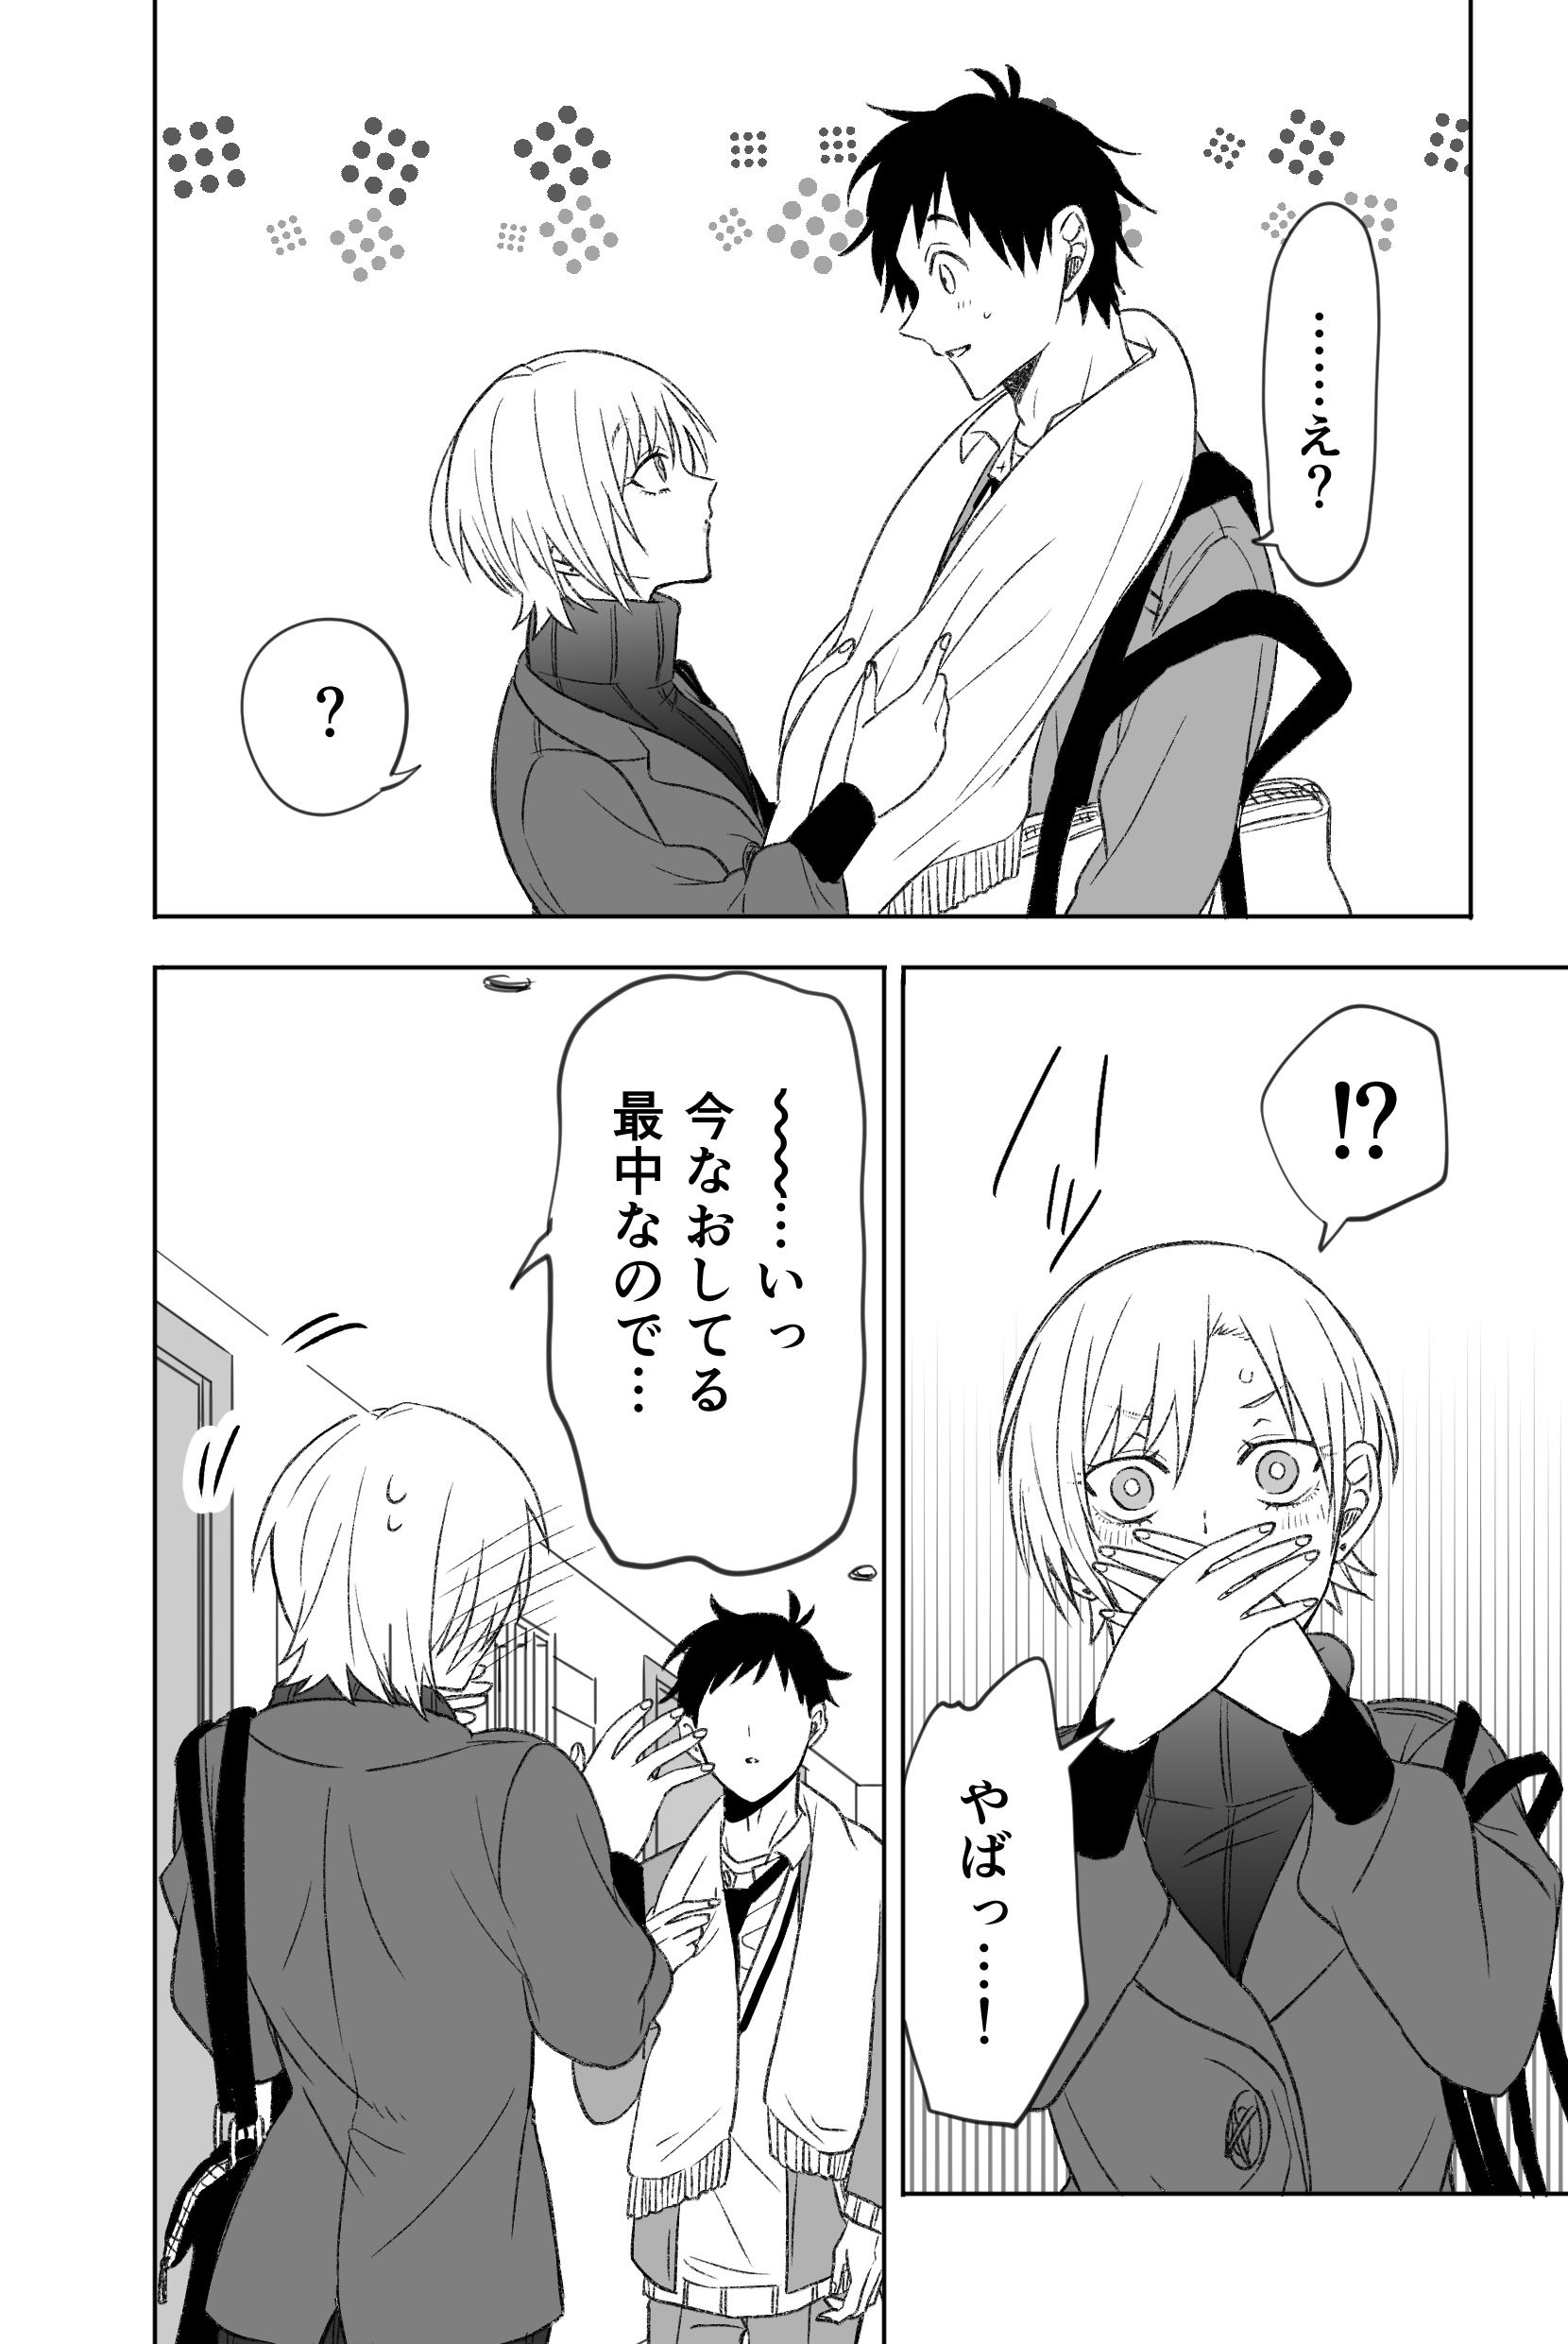 ………え？
？
⁉
やばっ……！
〜〜〜…いっ
今なおしてる
最中なので…